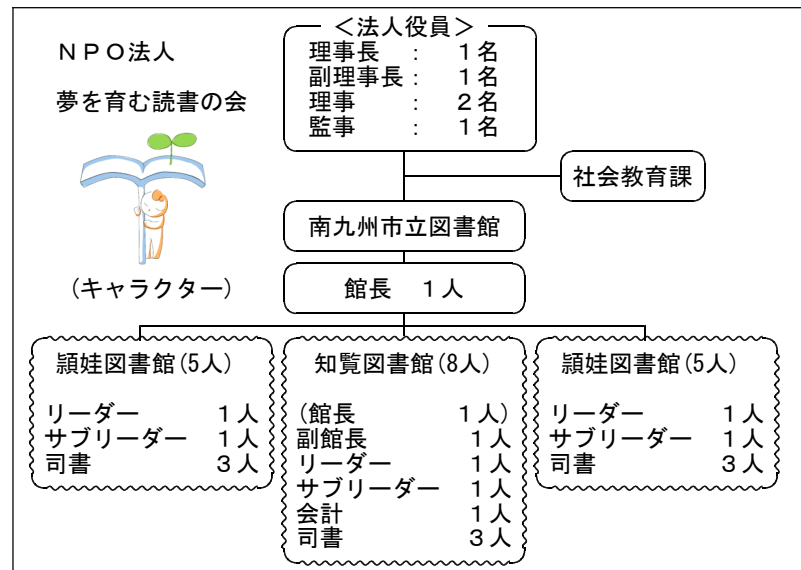 NPO法人
夢を育む読書の会
(キャラクター)
<法人役員>
理事長 : 1名
副理事長: 1名
理事 : 2名
監事 : 1名
社会教育課
南九州市立図書館
館長 1人
頴娃図書館(5人)
リーダー 1人
サブリーダー 1人
司書 3人
知覧図書館(8人)
(館長 1人)
副館長 1人
リーダー 1人
サブリーダー 1人
会計 1人
司書 3人
頴娃図書館(5人)
リーダー 1人
サブリーダー 1人
司書 3人